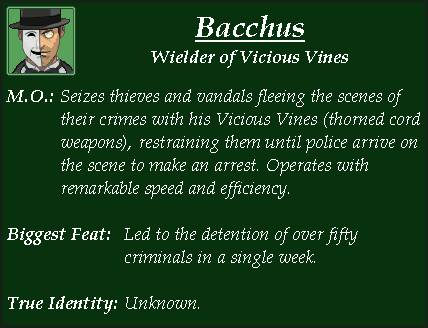 Bacchus
Wielder of Vicious Vines
M.O.: Seizes thieves and vandals fleeing the scenes of
their crimes with his Vicious Vines (thorned cord
weapons), restraining them until police arrive on
the scene to make an arrest. Operates with
remarkable speed and efficiency.
Biggest Feat: Led to the detention of over fifty
criminals in a single week.
True Identity: Unknown.